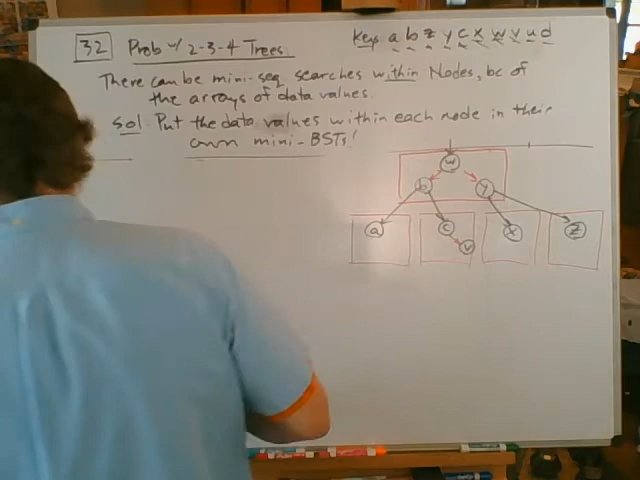 32 Prob w/ 2-3-4 Trees.
Keys a b z y c x w v u d
There can be mini-seq searches within Nodes, bc of
the arrays of data values.
Sol. Put the data values within each node in their
own mini-BSTs!
w
b y
a c x z
v